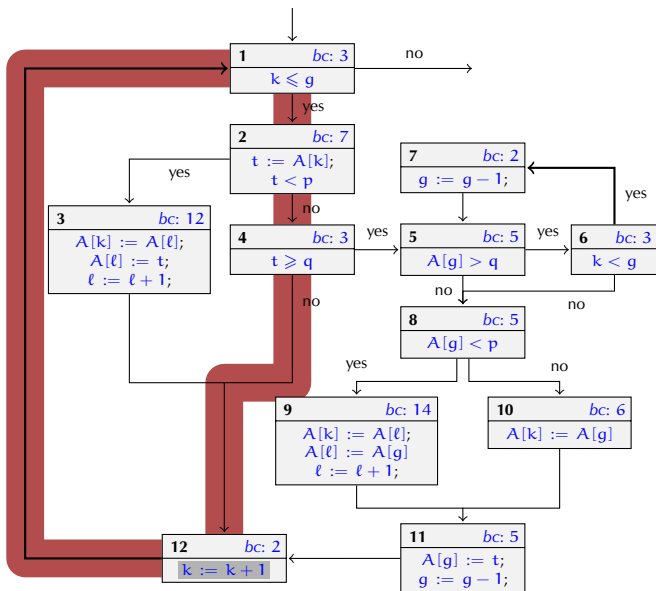 1 bc: 3
k ⩽ g
no
yes
2 bc: 7
t := A[k];
t < p
yes
no
3 bc: 12
A[k] := A[ℓ];
A[ℓ] := t;
ℓ := ℓ + 1;
4 bc: 3
t ⩾ q
yes
no
7 bc: 2
g := g − 1;
5 bc: 5
A[g] > q
yes
no
6 bc: 3
k < g
yes
no
8 bc: 5
A[g] < p
yes
no
9 bc: 14
A[k] := A[ℓ];
A[ℓ] := A[g]
ℓ := ℓ + 1;
10 bc: 6
A[k] := A[g]
11 bc: 5
A[g] := t;
g := g − 1;
12 bc: 2
k := k + 1